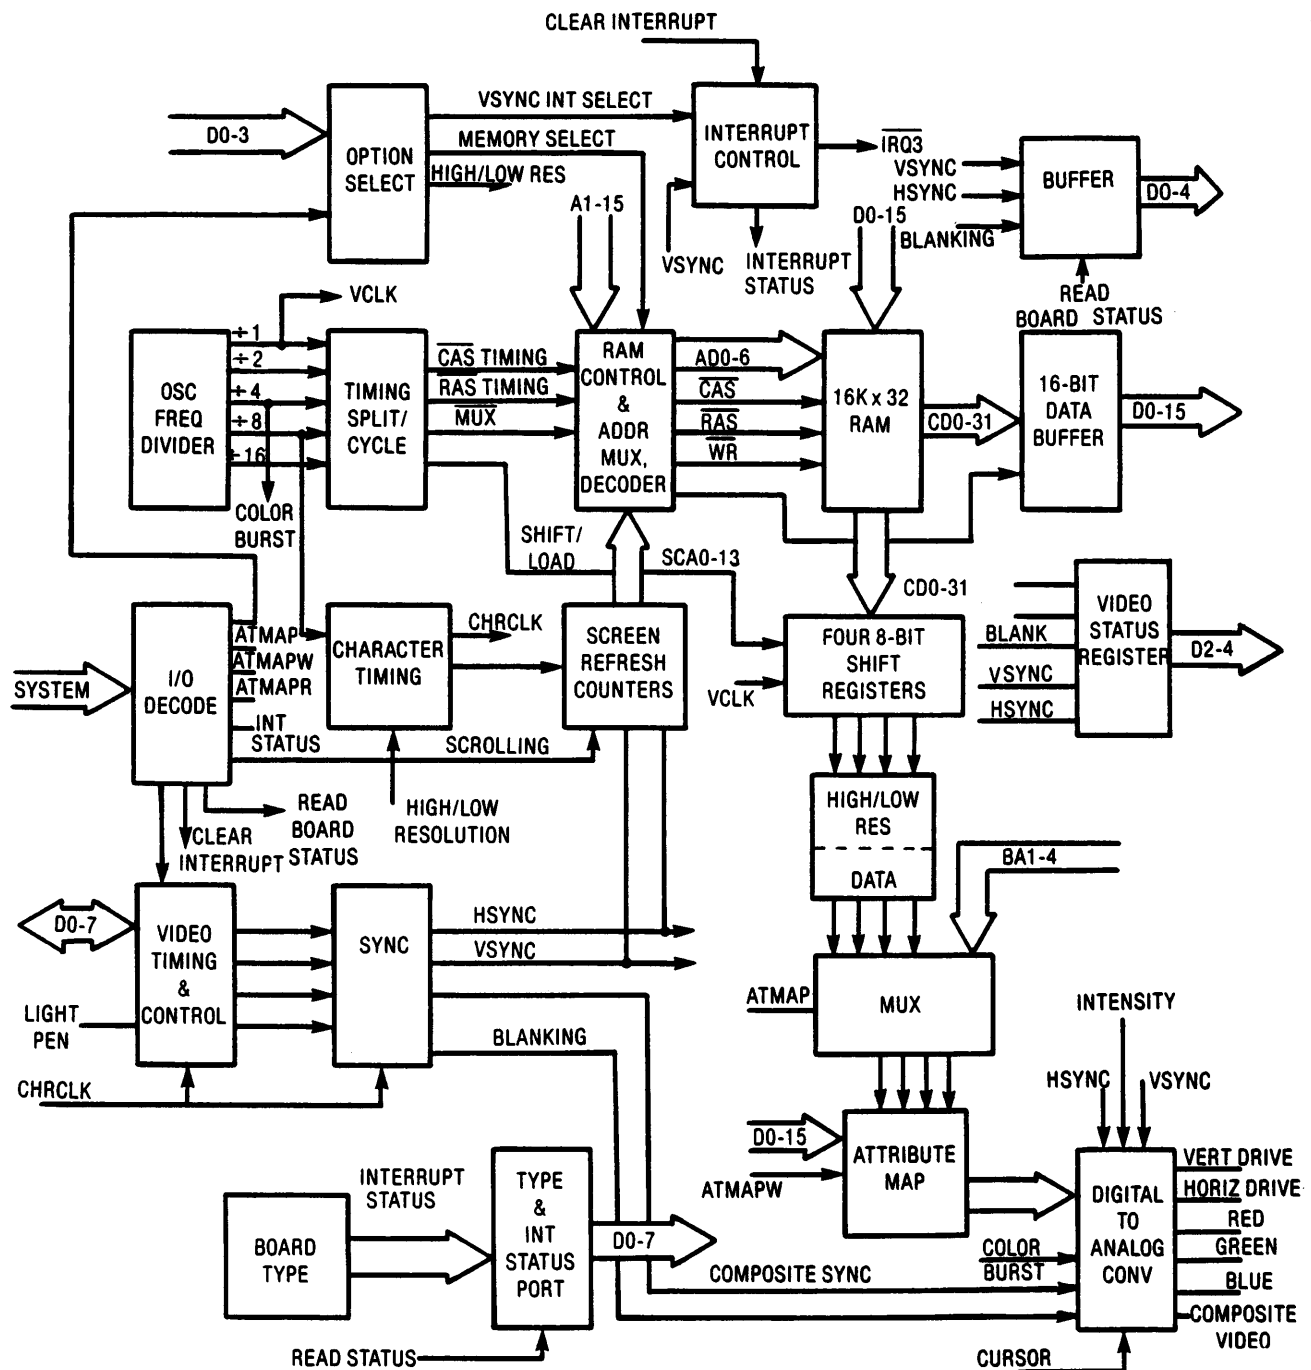 CLEAR INTERRUPT
D0-3
OPTION
SELECT
VSYNC INT SELECT
MEMORY SELECT
HIGH/LOW RES
INTERRUPT
CONTROL
IRQ3
VSYNC
INTERRUPT
STATUS
VSYNC
HSYNC
BLANKING
BUFFER
D0-4
READ
BOARD STATUS
A1-15
D0-15
VCLK
OSC
FREQ
DIVIDER
÷1
÷2
÷4
÷8
÷16
COLOR
BURST
TIMING
SPLIT/
CYCLE
CAS TIMING
RAS TIMING
MUX
RAM
CONTROL
&
ADDR
MUX,
DECODER
AD0-6
CAS
RAS
WR
16K x 32
RAM
CD0-31
16-BIT
DATA
BUFFER
D0-15
SHIFT/
LOAD
SCA0-13
CD0-31
SYSTEM
I/O
DECODE
ATMAP
ATMAPW
ATMAPR
INT
STATUS
CHARACTER
TIMING
CHRCLK
SCREEN
REFRESH
COUNTERS
SCROLLING
HIGH/LOW
RESOLUTION
VCLK
FOUR 8-BIT
SHIFT
REGISTERS
BLANK
VSYNC
HSYNC
VIDEO
STATUS
REGISTER
D2-4
READ
BOARD
STATUS
CLEAR
INTERRUPT
HIGH/LOW
RES
DATA
BA1-4
D0-7
VIDEO
TIMING
&
CONTROL
LIGHT
PEN
CHRCLK
SYNC
HSYNC
VSYNC
BLANKING
ATMAP
MUX
D0-15
ATMAPW
ATTRIBUTE
MAP
INTENSITY
HSYNC
VSYNC
DIGITAL
TO
ANALOG
CONV
VERT DRIVE
HORIZ DRIVE
RED
GREEN
BLUE
COMPOSITE
VIDEO
COLOR
BURST
COMPOSITE SYNC
CURSOR
BOARD
TYPE
INTERRUPT
STATUS
TYPE
&
INT
STATUS
PORT
D0-7
READ STATUS